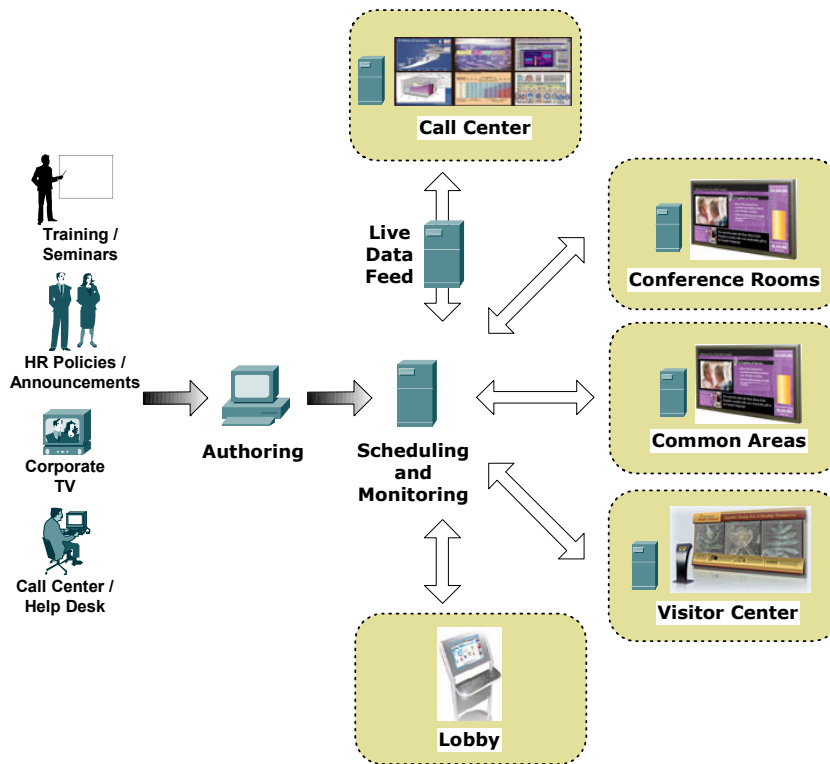 Call Center
Training /
Seminars
Live
Data
Feed
Conference Rooms
HR Policies /
Announcements
Authoring
Scheduling
and
Monitoring
Common Areas
Corporate
TV
Call Center /
Help Desk
Visitor Center
Lobby